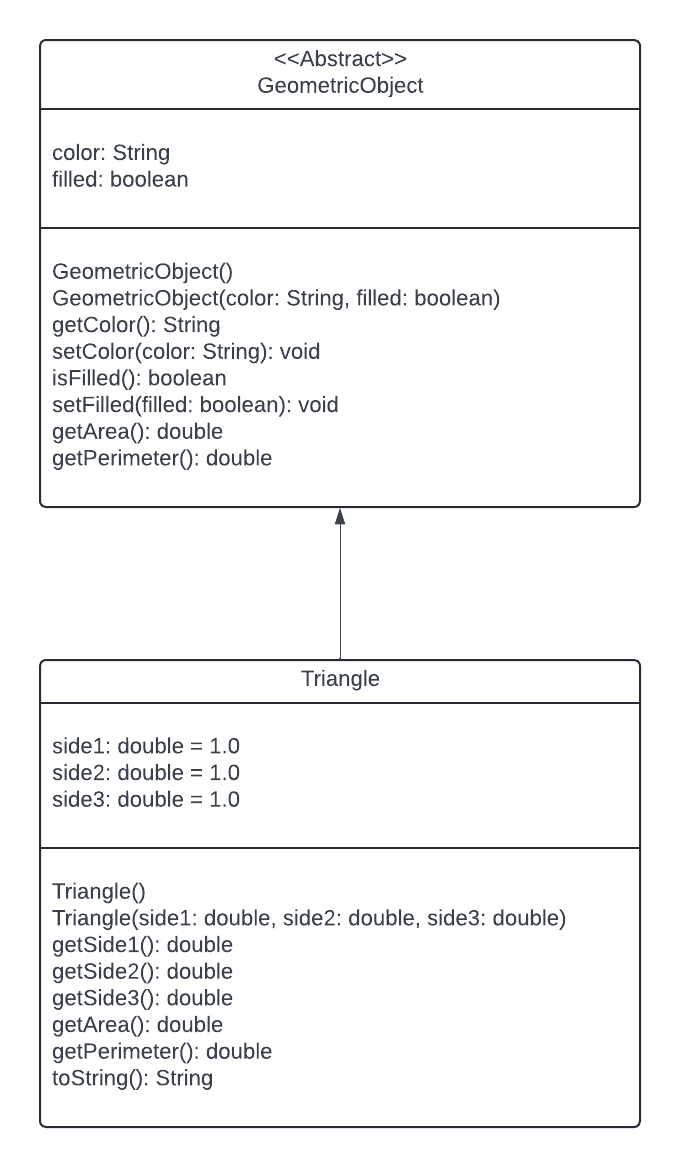 <<Abstract>>
GeometricObject
color: String
filled: boolean
GeometricObject()
GeometricObject(color: String, filled: boolean)
getColor(): String
setColor(color: String): void
isFilled(): boolean
setFilled(filled: boolean): void
getArea(): double
getPerimeter(): double
Triangle
side1: double = 1.0
side2: double = 1.0
side3: double = 1.0
Triangle()
Triangle(side1: double, side2: double, side3: double)
getSide1(): double
getSide2(): double
getSide3(): double
getArea(): double
getPerimeter(): double
toString(): String